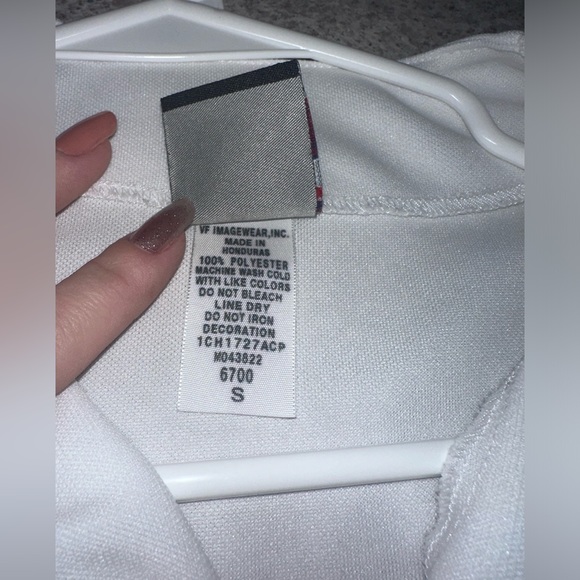 VF IMAGEWEAR,INC.
MADE IN
HONDURAS
100% POLYESTER
MACHINE WASH COLD
WITH LIKE COLORS
DO NOT BLEACH
LINE DRY
DO NOT IRON
DECORATION
1CH1727ACP
M043822
6700
S